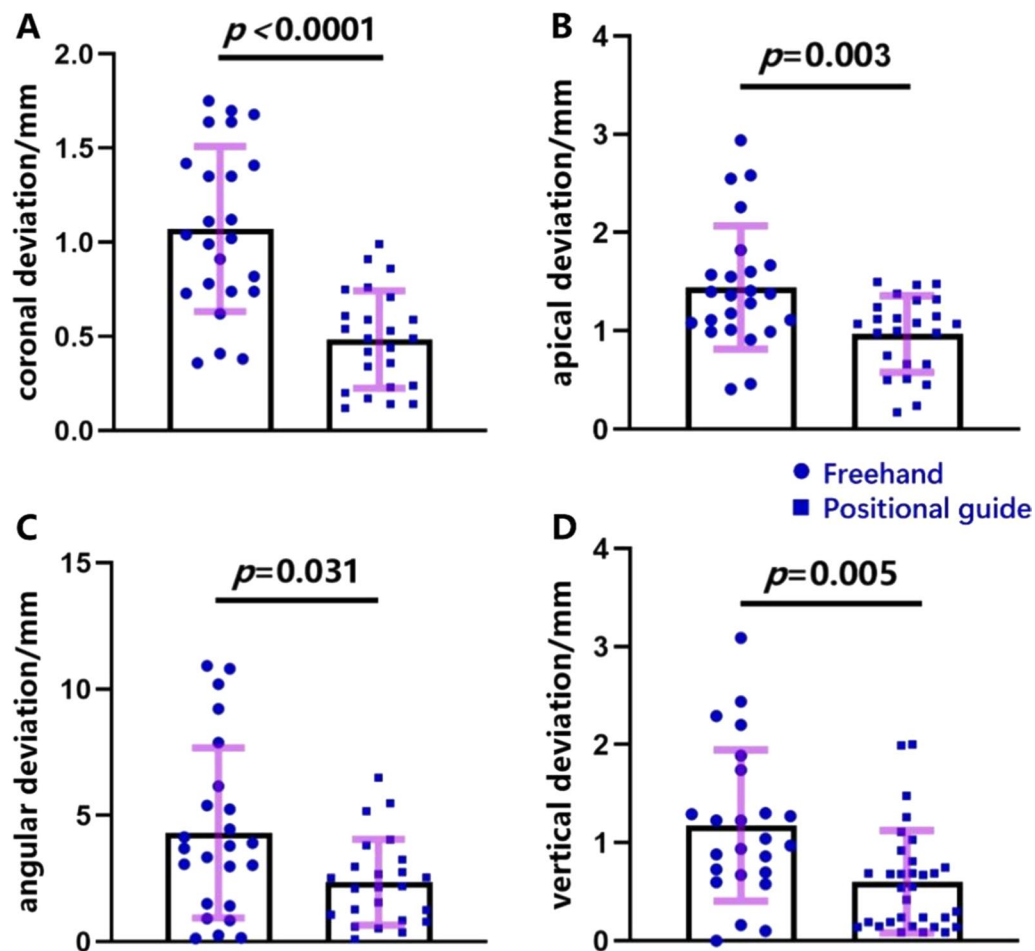 A
p<0.0001
coronal deviation/mm
2.0
1.5
1.0
0.5
0.0
B
p=0.003
apical deviation/mm
4
3
2
1
0
Freehand
Positional guide
C
p=0.031
angular deviation/mm
15
10
5
0
D
p=0.005
vertical deviation/mm
4
3
2
1
0